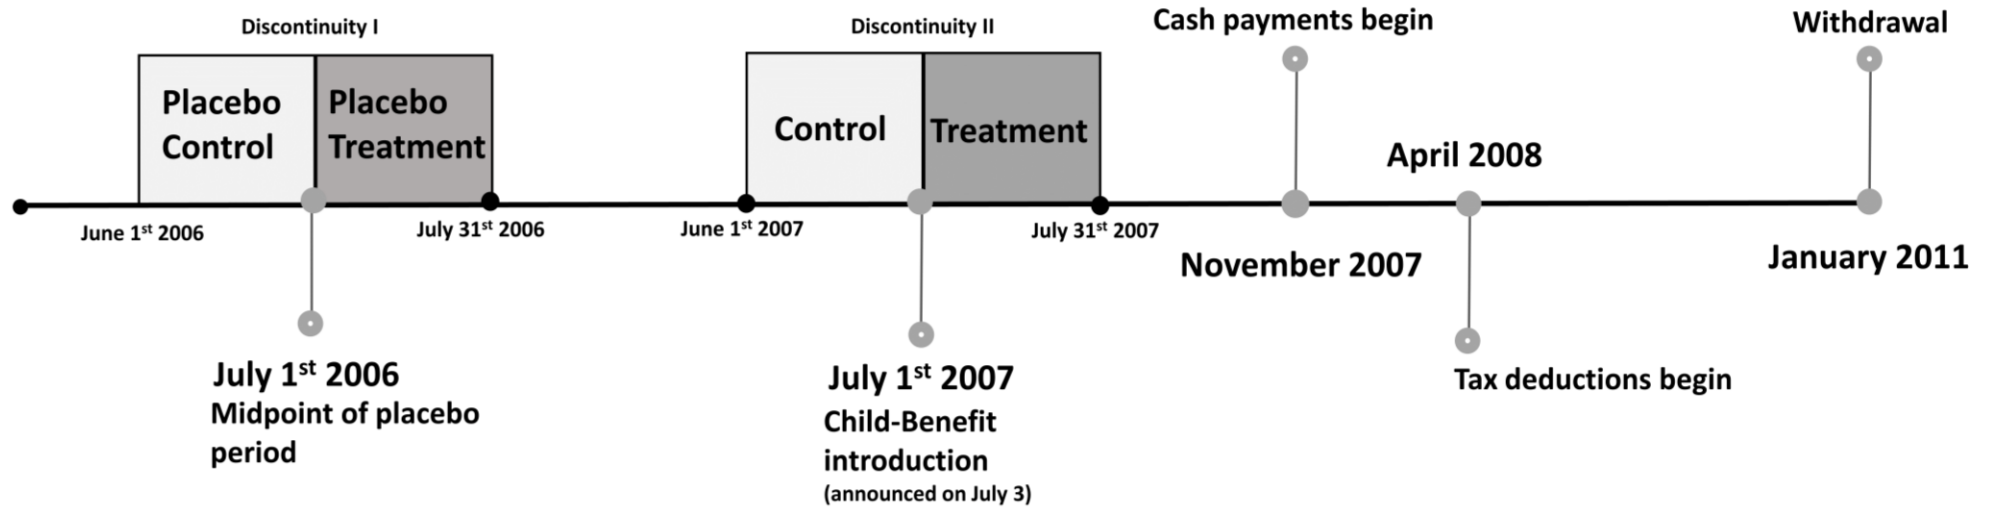 Discontinuity I
Placebo
Control
Placebo
Treatment
June 1st 2006
July 31st 2006
July 1st 2006
Midpoint of placebo
period
Discontinuity II
Control
Treatment
June 1st 2007
July 31st 2007
July 1st 2007
Child-Benefit
introduction
(announced on July 3)
Cash payments begin
November 2007
April 2008
Tax deductions begin
Withdrawal
January 2011